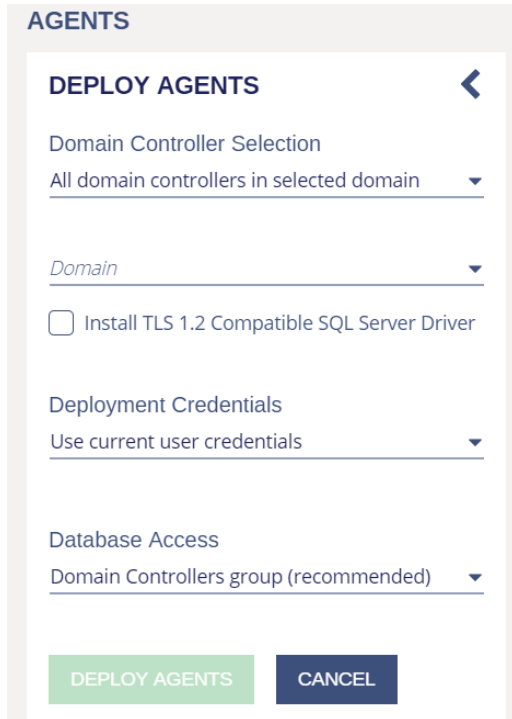 AGENTS
DEPLOY AGENTS
Domain Controller Selection
All domain controllers in selected domain
Domain
Install TLS 1.2 Compatible SQL Server Driver
Deployment Credentials
Use current user credentials
Database Access
Domain Controllers group (recommended)
DEPLOY AGENTS CANCEL